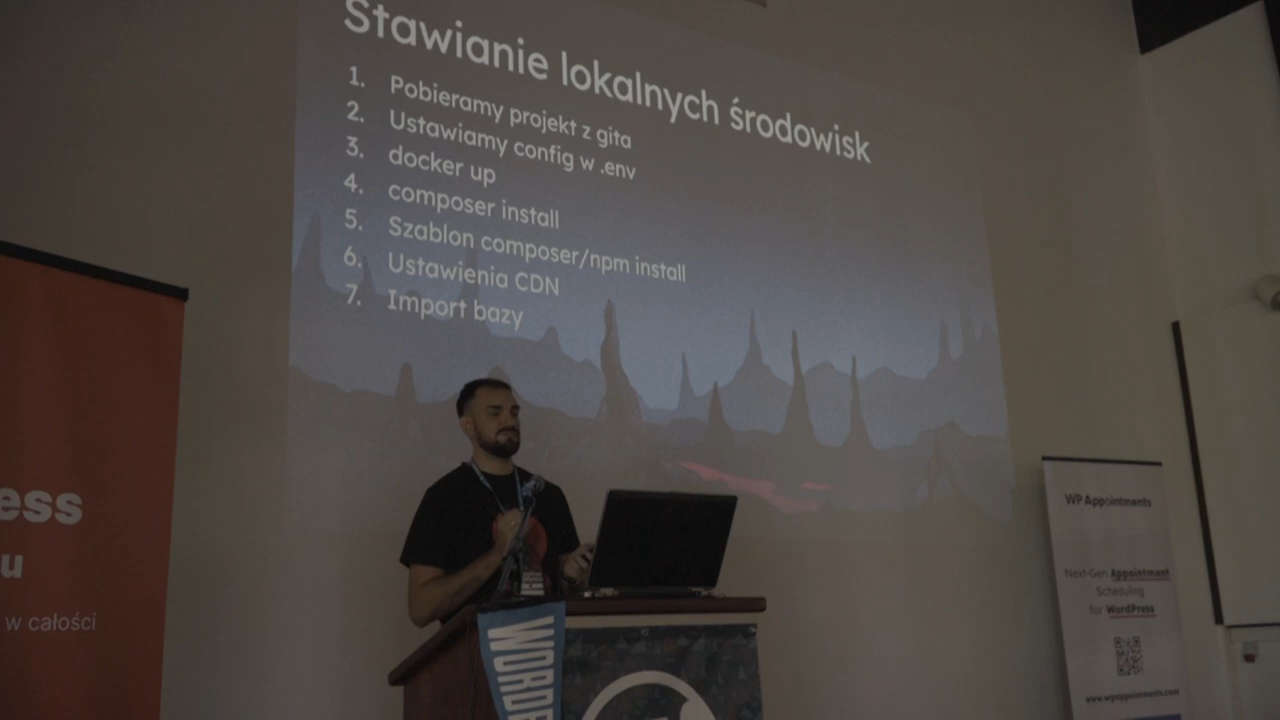 Stawianie lokalnych środowisk
1. Pobieramy projekt z gita
2. Ustawiamy config w .env
3. docker up
4. composer install
5. Szablon composer/npm install
6. Ustawienia CDN
7. Import bazy
ess
u
w całości
WORDP
WP Appointments
Next-Gen Appointment
Scheduling
for WordPress
www.wpappointments.com